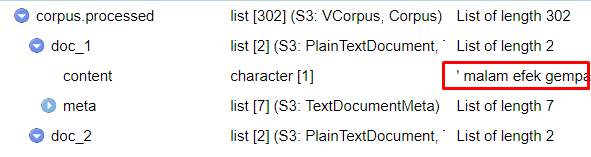 corpus.processed list [302] (S3: VCorpus, Corpus) List of length 302
doc_1 list [2] (S3: PlainTextDocument, List of length 2
content character [1] ' malam efek gempa
meta list [7] (S3: TextDocumentMeta) List of length 7
doc_2 list [2] (S3: PlainTextDocument, List of length 2